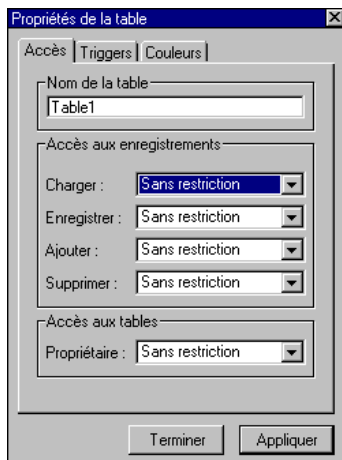 Propriétés de la table
Accès Triggers Couleurs
Nom de la table
Table1
Accès aux enregistrements
Charger : Sans restriction
Enregistrer : Sans restriction
Ajouter : Sans restriction
Supprimer : Sans restriction
Accès aux tables
Propriétaire : Sans restriction
Terminer Appliquer